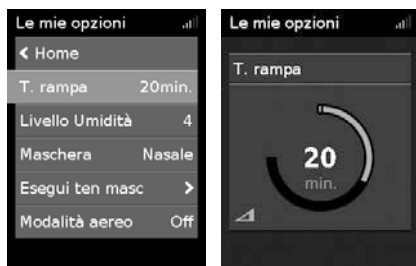 Le mie opzioni
Home
T. rampa 20min.
Livello Umidità 4
Maschera Nasale
Esegui ten masc
Modalità aereo Off
Le mie opzioni
T. rampa
20
min.